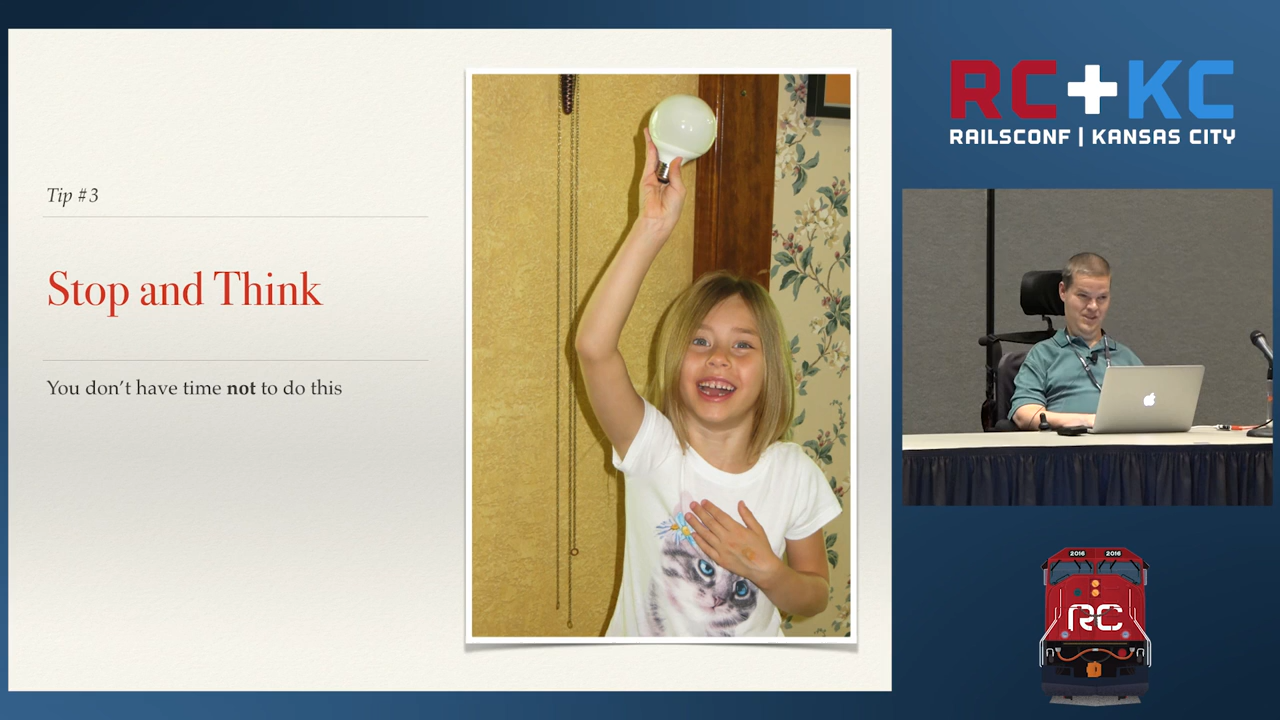 Tip #3
Stop and Think
You don't have time not to do this
RC+KC
RAILSCONF | KANSAS CITY
2016 2016
RC